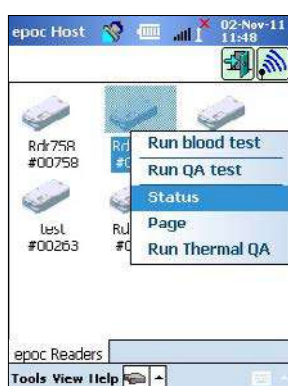 epoc Host
02-Nov-11
11:48
Rdr758
#00758
Run blood test
Run QA test
Status
Page
Run Thermal QA
test
#00263
epoc Readers
Tools View Help